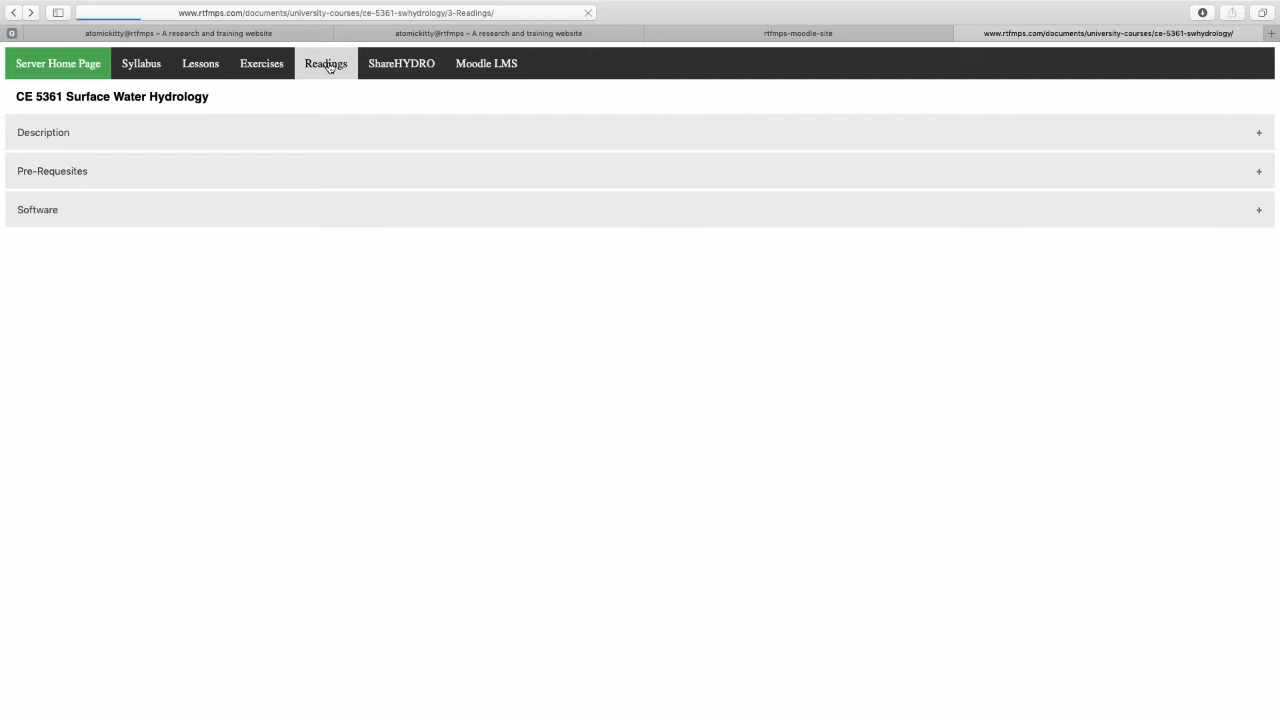 www.rtfmps.com/documents/university-courses/ce-5361-swhydrology/3-Readings/
G
atomickitty@rtfmps – A research and training website
atomickitty@rtfmps – A research and training website
rtfmps-moodle-site
www.rtfmps.com/documents/university-courses/ce-5361-swhydrology/
+
Server Home Page Syllabus Lessons Exercises Readings ShareHYDRO Moodle LMS
CE 5361 Surface Water Hydrology
Description +
Pre-Requesites +
Software +